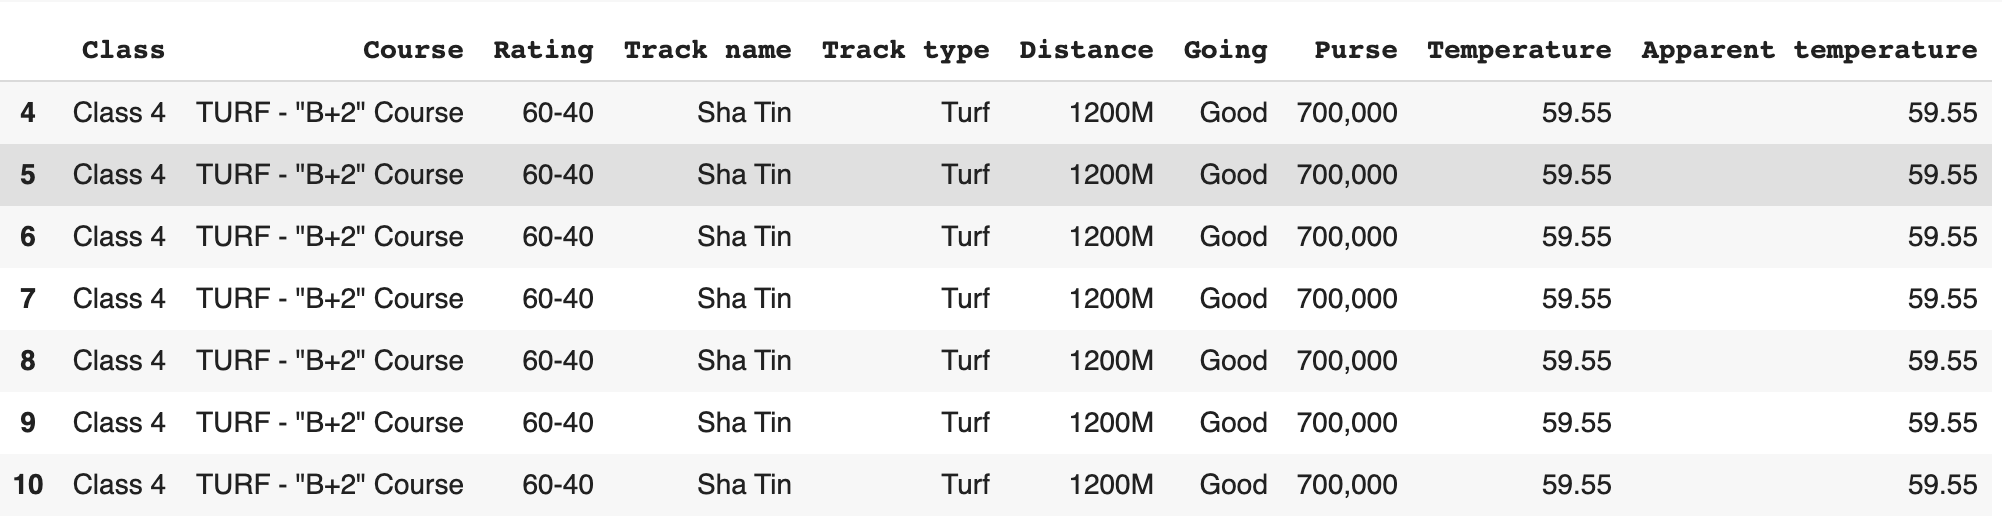 Class Course Rating Track name Track type Distance Going Purse Temperature Apparent temperature
4 Class 4 TURF - "B+2" Course 60-40 Sha Tin Turf 1200M Good 700,000 59.55 59.55
5 Class 4 TURF - "B+2" Course 60-40 Sha Tin Turf 1200M Good 700,000 59.55 59.55
6 Class 4 TURF - "B+2" Course 60-40 Sha Tin Turf 1200M Good 700,000 59.55 59.55
7 Class 4 TURF - "B+2" Course 60-40 Sha Tin Turf 1200M Good 700,000 59.55 59.55
8 Class 4 TURF - "B+2" Course 60-40 Sha Tin Turf 1200M Good 700,000 59.55 59.55
9 Class 4 TURF - "B+2" Course 60-40 Sha Tin Turf 1200M Good 700,000 59.55 59.55
10 Class 4 TURF - "B+2" Course 60-40 Sha Tin Turf 1200M Good 700,000 59.55 59.55